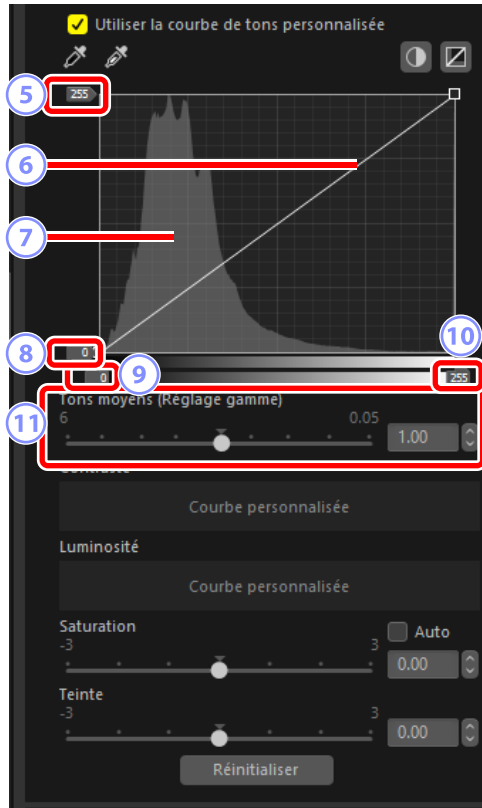 Utiliser la courbe de tons personnalisée
5 255
6
7
8 0
10
0 9 255
Tons moyens (Réglage gamme)
11 6 0.05
1.00
Contraste
Courbe personnalisée
Luminosité
Courbe personnalisée
Saturation Auto
-3 3
0.00
Teinte
-3 3
0.00
Réinitialiser